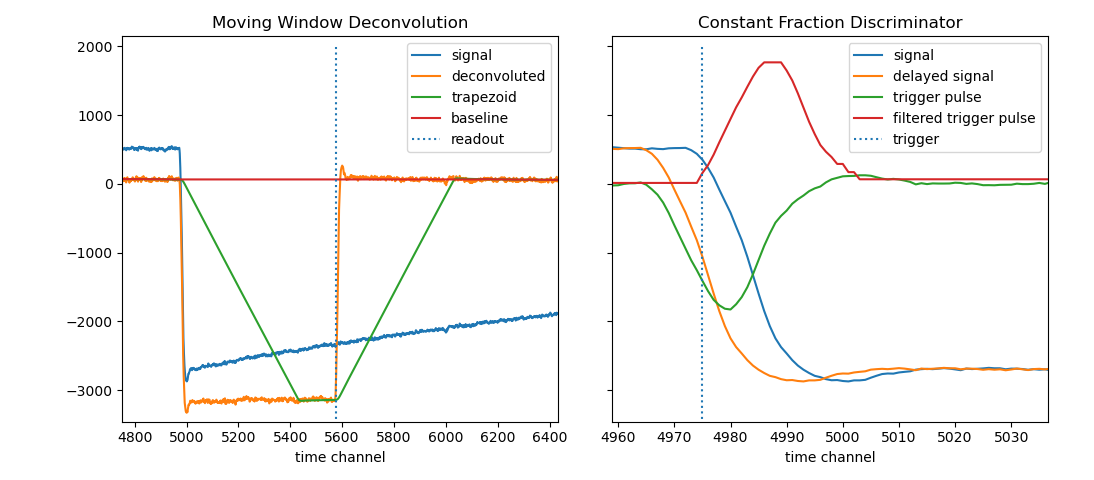 Moving Window Deconvolution
2000
1000
0
−1000
−2000
−3000
signal
deconvoluted
trapezoid
baseline
readout
4800 5000 5200 5400 5600 5800 6000 6200 6400
time channel
Constant Fraction Discriminator
signal
delayed signal
trigger pulse
filtered trigger pulse
trigger
4960 4970 4980 4990 5000 5010 5020 5030
time channel